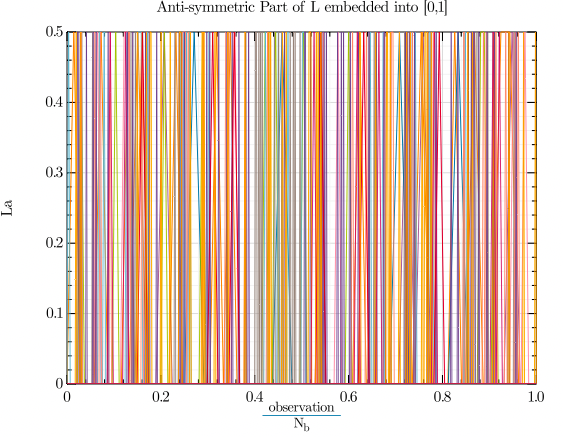 Anti-symmetric Part of L embedded into [0,1]
0.5
0.4
0.3
0.2
0.1
0
La
0 0.2 0.4 0.6 0.8 1.0
observation
N_b